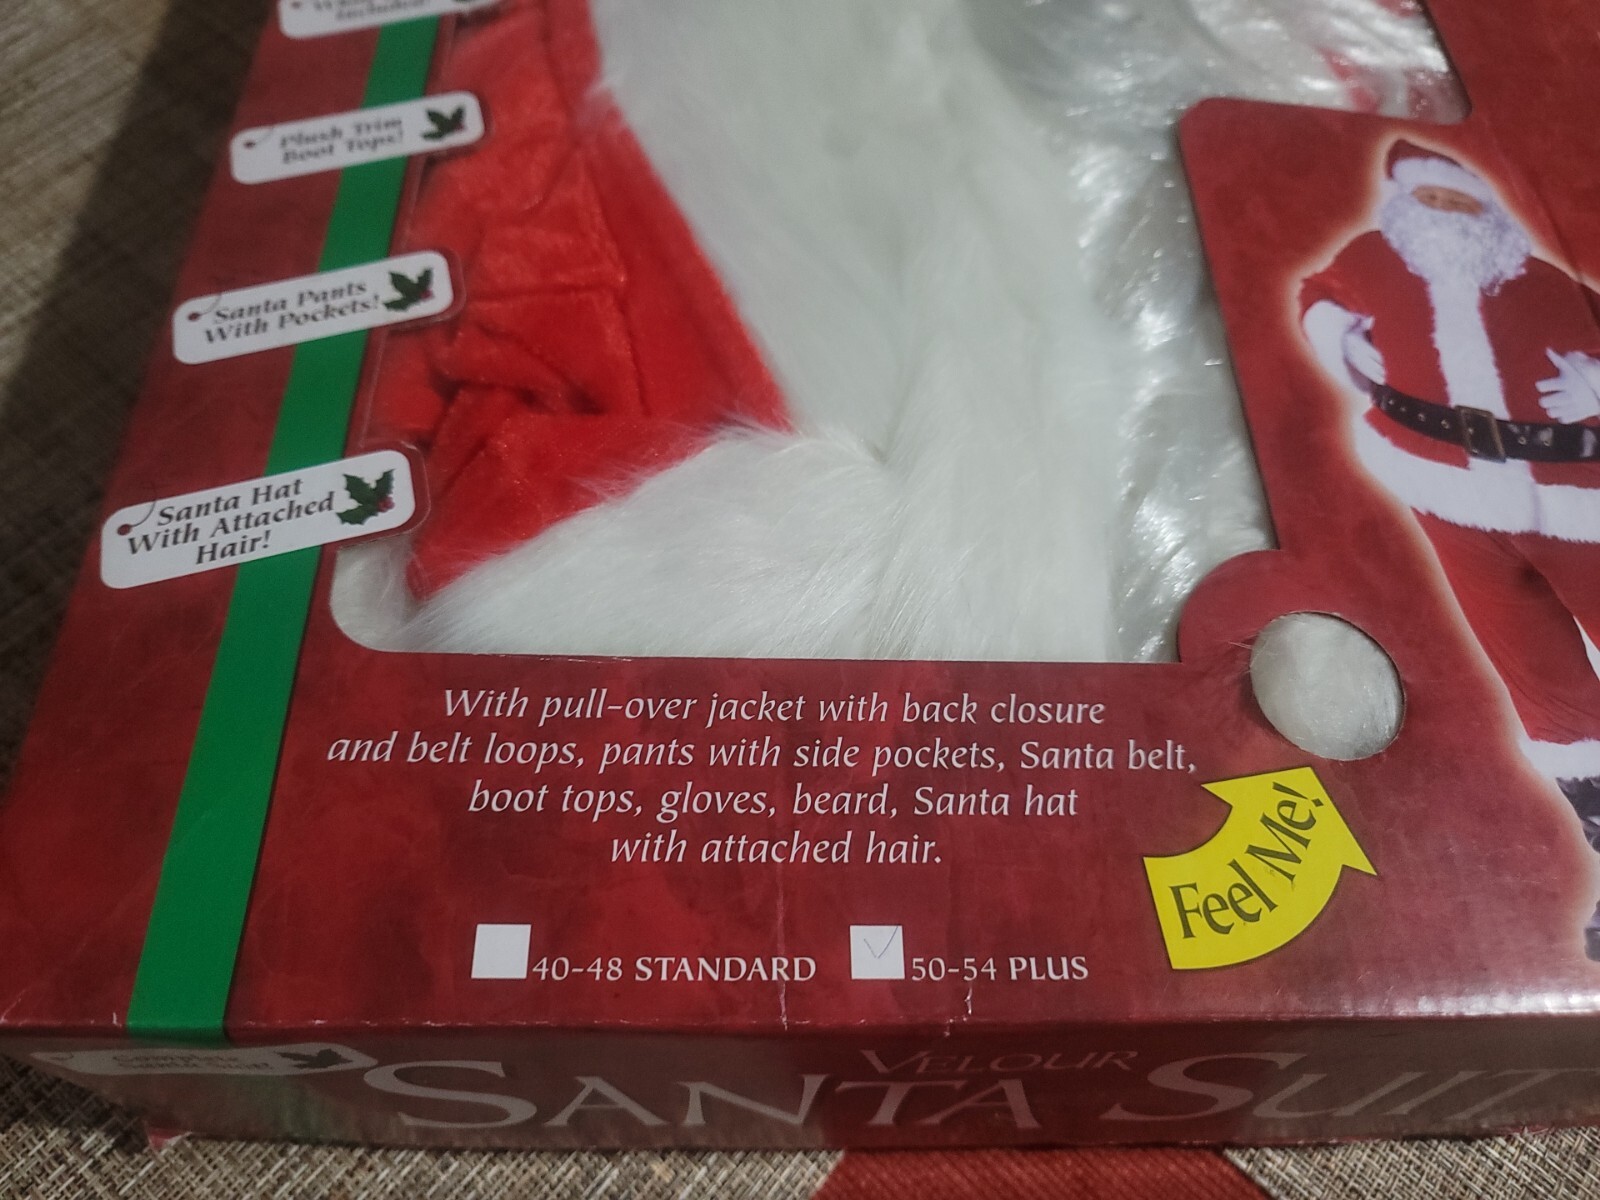 Included!
Plush Trim
Boot Tops!
Santa Pants
With Pockets!
Santa Hat
With Attached
Hair!
With pull-over jacket with back closure
and belt loops, pants with side pockets, Santa belt,
boot tops, gloves, beard, Santa hat
with attached hair.
40-48 STANDARD
50-54 PLUS
Feel Me!
VELOUR
SANTA SUIT